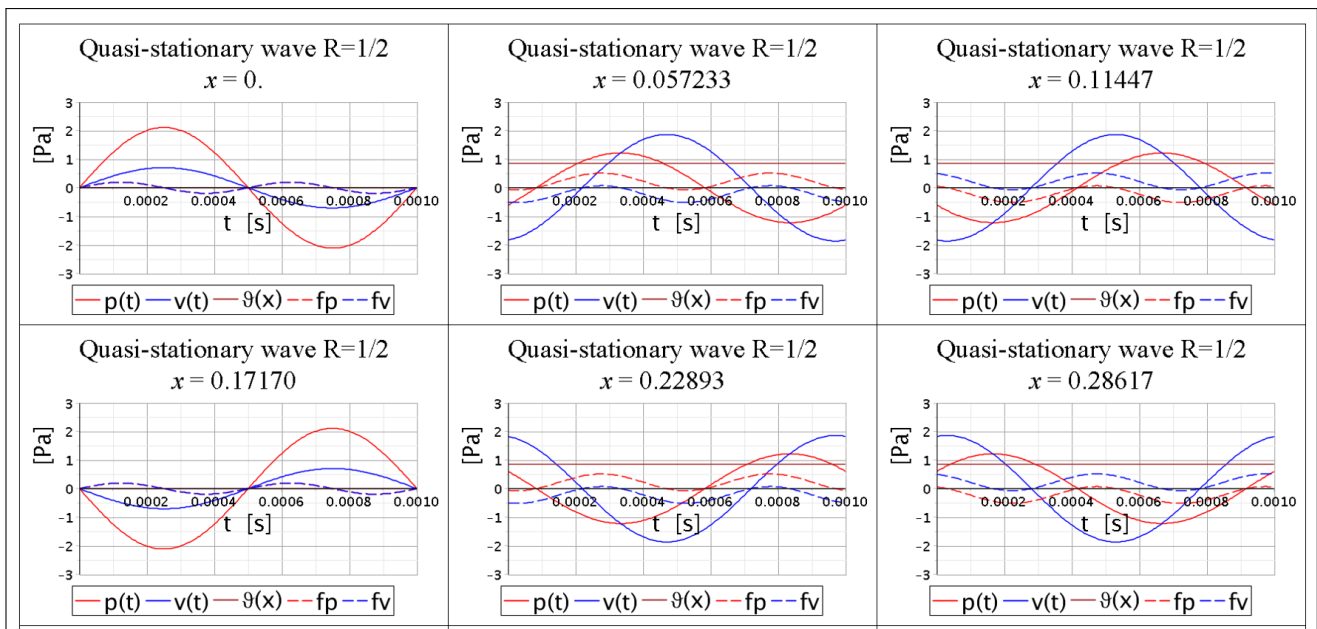 Quasi-stationary wave R=1/2
x = 0.
[Pa]
3
2
1
0
-1
-2
-3
0.0002 0.0004 0.0006 0.0008 0.0010
t [s]
p(t) v(t) ϑ(x) fp fv
Quasi-stationary wave R=1/2
x = 0.057233
[Pa]
3
2
1
0
-1
-2
-3
0.0002 0.0004 0.0006 0.0008 0.0010
t [s]
p(t) v(t) ϑ(x) fp fv
Quasi-stationary wave R=1/2
x = 0.11447
[Pa]
3
2
1
0
-1
-2
-3
0.0002 0.0004 0.0006 0.0008 0.0010
t [s]
p(t) v(t) ϑ(x) fp fv
Quasi-stationary wave R=1/2
x = 0.17170
[Pa]
3
2
1
0
-1
-2
-3
0.0002 0.0004 0.0006 0.0008 0.0010
t [s]
p(t) v(t) ϑ(x) fp fv
Quasi-stationary wave R=1/2
x = 0.22893
[Pa]
3
2
1
0
-1
-2
-3
0.0002 0.0004 0.0006 0.0008 0.0010
t [s]
p(t) v(t) ϑ(x) fp fv
Quasi-stationary wave R=1/2
x = 0.28617
[Pa]
3
2
1
0
-1
-2
-3
0.0002 0.0004 0.0006 0.0008 0.0010
t [s]
p(t) v(t) ϑ(x) fp fv